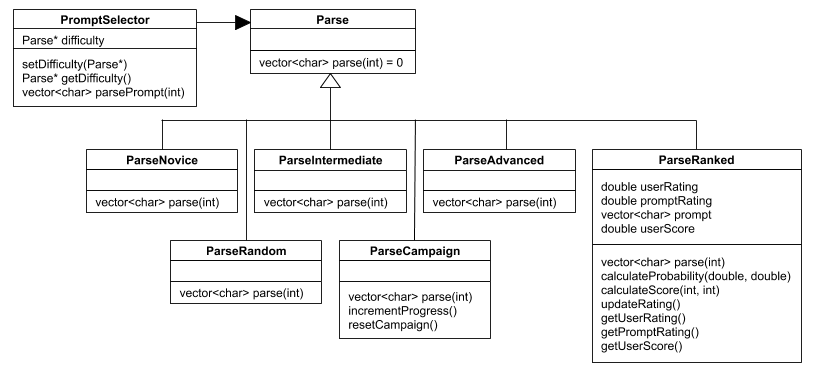 PromptSelector
Parse* difficulty
setDifficulty(Parse*)
Parse* getDifficulty()
vector<char> parsePrompt(int)
Parse
vector<char> parse(int) = 0
ParseNovice
vector<char> parse(int)
ParseIntermediate
vector<char> parse(int)
ParseAdvanced
vector<char> parse(int)
ParseRanked
double userRating
double promptRating
vector<char> prompt
double userScore
vector<char> parse(int)
calculateProbability(double, double)
calculateScore(int, int)
updateRating()
getUserRating()
getPromptRating()
getUserScore()
ParseRandom
vector<char> parse(int)
ParseCampaign
vector<char> parse(int)
incrementProgress()
resetCampaign()